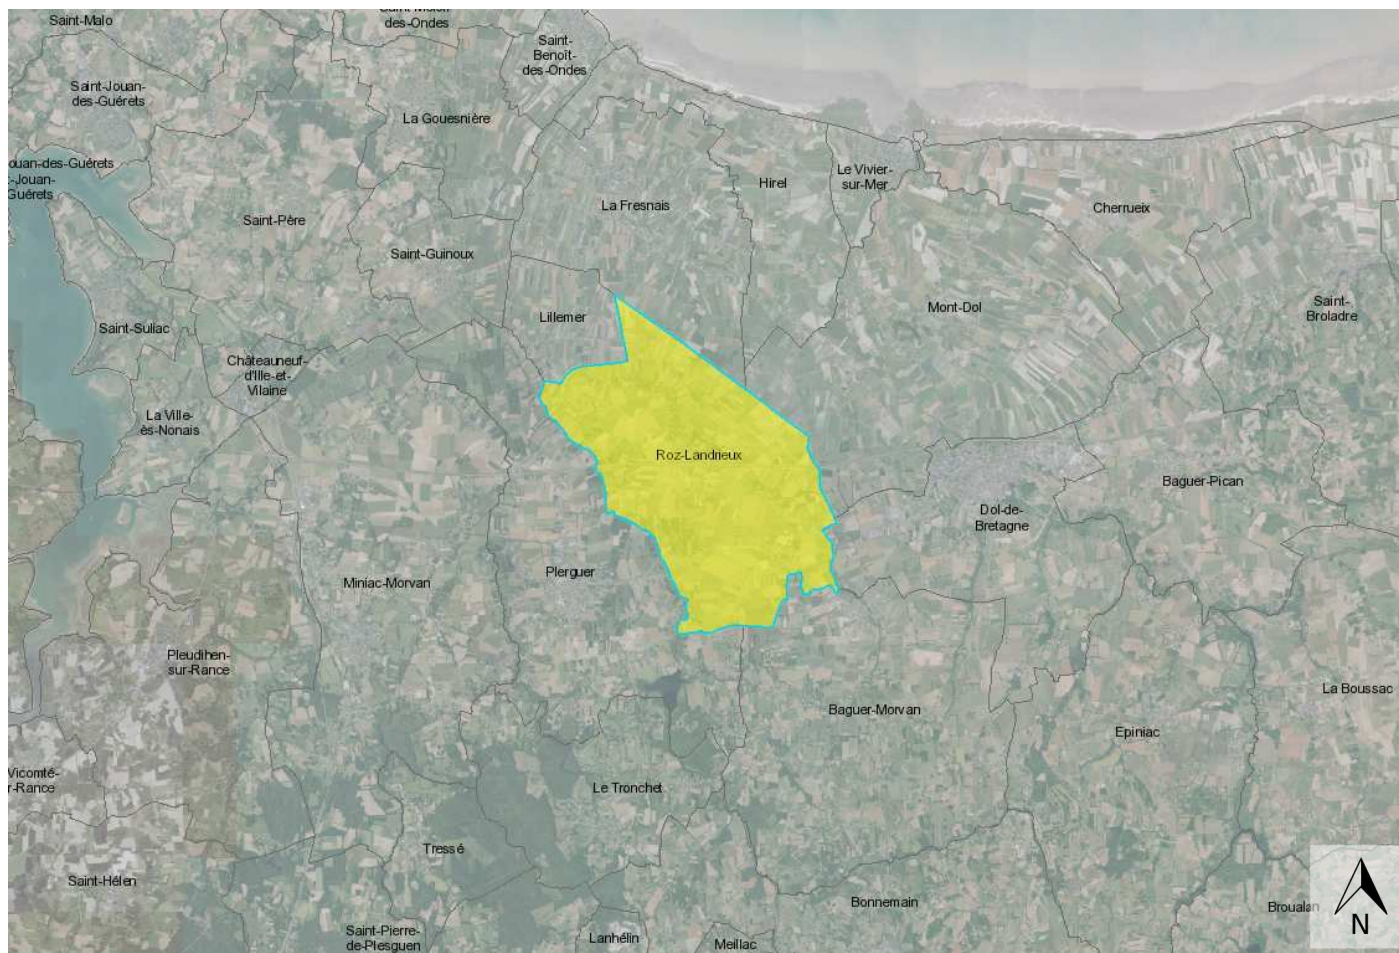 Saint-Malo
des-Ondes
Saint-
Benoît-
des-Ondes
Saint-Jouan-
des-Guérets
La Gouesnière
ouan-des-Guérets
t-Jouan-
Guérets
Le Vivier-
sur-Mer
Hirel
La Fresnais
Cherrueix
Saint-Père
Saint-Guinoux
Mont-Dol
Saint-
Broladre
Lillemer
Saint-Suliac
Châteauneuf-
d'Ille-et-
Vilaine
La Ville-
ès-Nonais
Roz-Landrieux
Baguer-Pican
Dol-de-
Bretagne
Plerguer
Miniac-Morvan
Pleudihen-
sur-Rance
La Boussac
Baguer-Morvan
Epiniac
Vicomté-
r-Rance
Le Tronchet
Tressé
Saint-Hélen
Bonnemain
Broualan
Saint-Pierre-
de-Plesguen
Lanhélin
Meillac
N